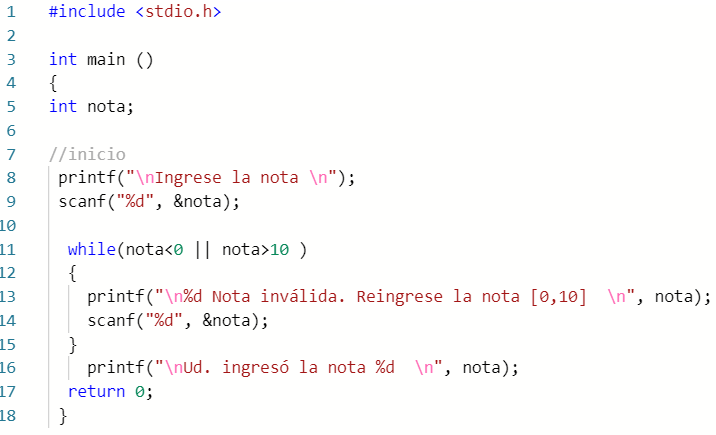 1 #include <stdio.h>
2
3 int main ()
4 {
5 int nota;
6
7 //inicio
8 printf("\nIngrese la nota \n");
9 scanf("%d", &nota);
10
11 while(nota<0 || nota>10 )
12 {
13 printf("\n%d Nota inválida. Reingrese la nota [0,10]  \n", nota);
14 scanf("%d", &nota);
15 }
16 printf("\nUd. ingresó la nota %d  \n", nota);
17 return 0;
18 }